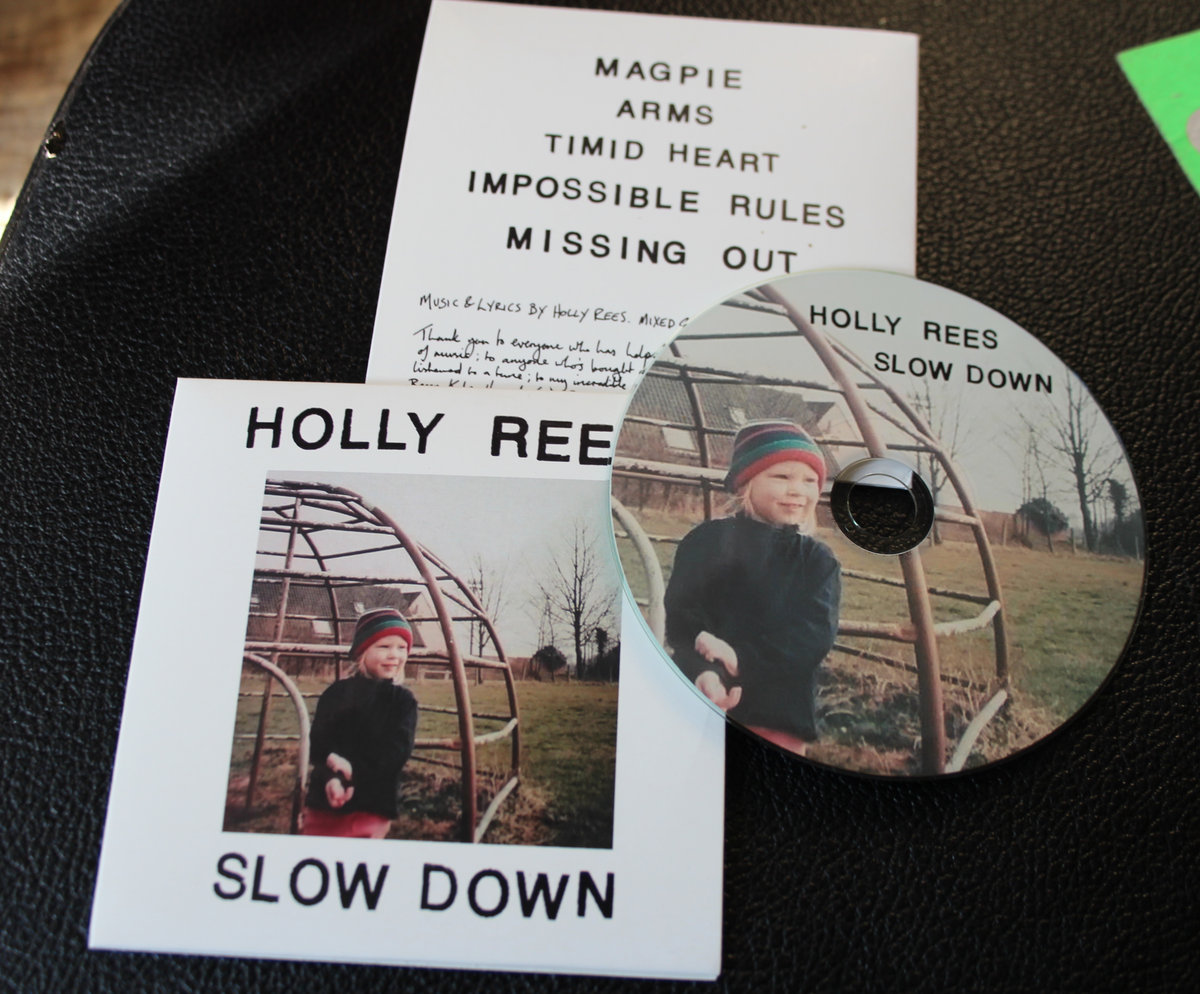 MAGPIE
ARMS
TIMID HEART
IMPOSSIBLE RULES
MISSING OUT
MUSIC & LYRICS BY HOLLY REES. MIXED
Thank you to everyone who has
of music; to anyone who's bought
listened to a tune; to my incredible
HOLLY REES
SLOW DOWN
HOLLY REE
SLOW DOWN